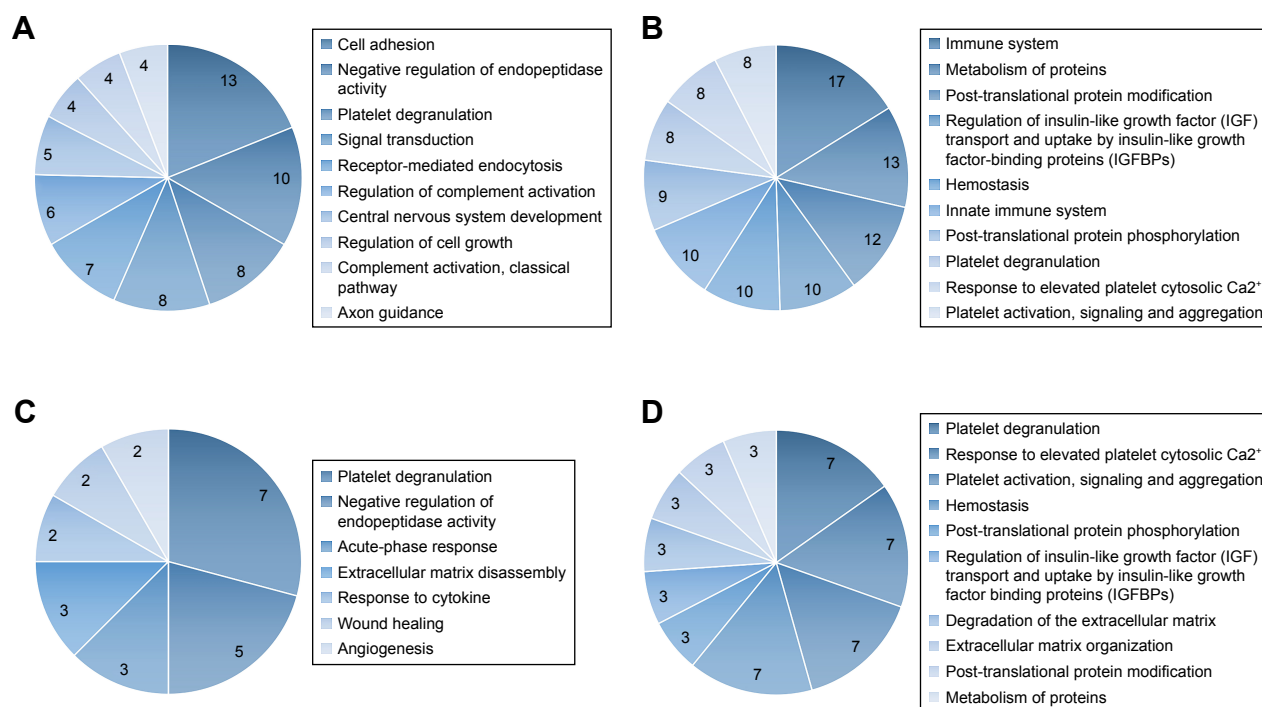 A
13
10
8
8
7
6
5
4
4
4
Cell adhesion
Negative regulation of endopeptidase
activity
Platelet degranulation
Signal transduction
Receptor-mediated endocytosis
Regulation of complement activation
Central nervous system development
Regulation of cell growth
Complement activation, classical
pathway
Axon guidance
B
17
13
12
10
10
10
9
8
8
8
Immune system
Metabolism of proteins
Post-translational protein modification
Regulation of insulin-like growth factor (IGF)
transport and uptake by insulin-like growth
factor-binding proteins (IGFBPs)
Hemostasis
Innate immune system
Post-translational protein phosphorylation
Platelet degranulation
Response to elevated platelet cytosolic Ca2⁺
Platelet activation, signaling and aggregation
C
7
5
3
3
2
2
2
Platelet degranulation
Negative regulation of
endopeptidase activity
Acute-phase response
Extracellular matrix disassembly
Response to cytokine
Wound healing
Angiogenesis
D
7
7
7
7
3
3
3
3
3
3
Platelet degranulation
Response to elevated platelet cytosolic Ca2⁺
Platelet activation, signaling and aggregation
Hemostasis
Post-translational protein phosphorylation
Regulation of insulin-like growth factor (IGF)
transport and uptake by insulin-like growth
factor binding proteins (IGFBPs)
Degradation of the extracellular matrix
Extracellular matrix organization
Post-translational protein modification
Metabolism of proteins